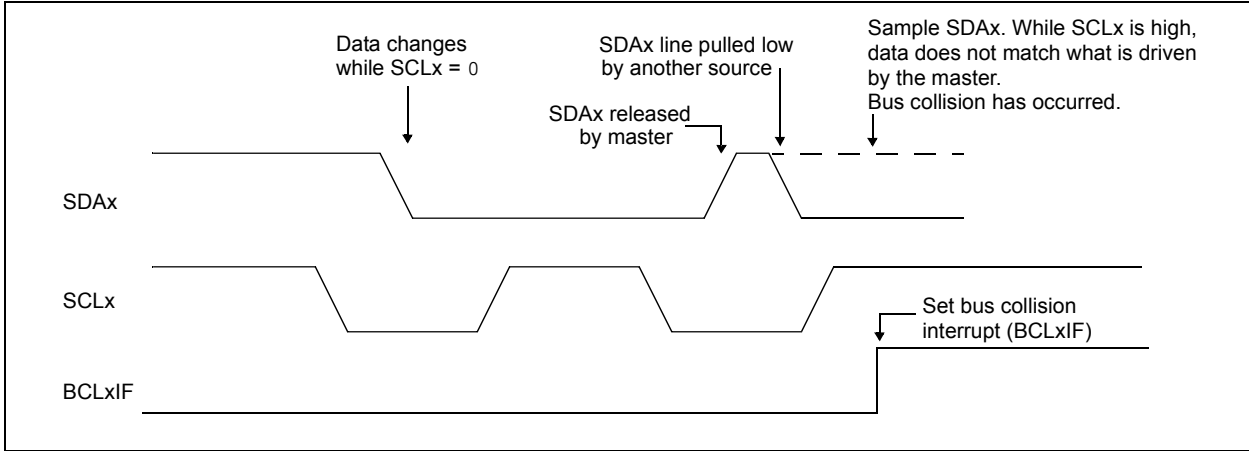 Data changes
while SCLx = 0
SDAx line pulled low
by another source
Sample SDAx. While SCLx is high,
data does not match what is driven
by the master.
Bus collision has occurred.
SDAx released
by master
SDAx
SCLx
Set bus collision
interrupt (BCLxIF)
BCLxIF